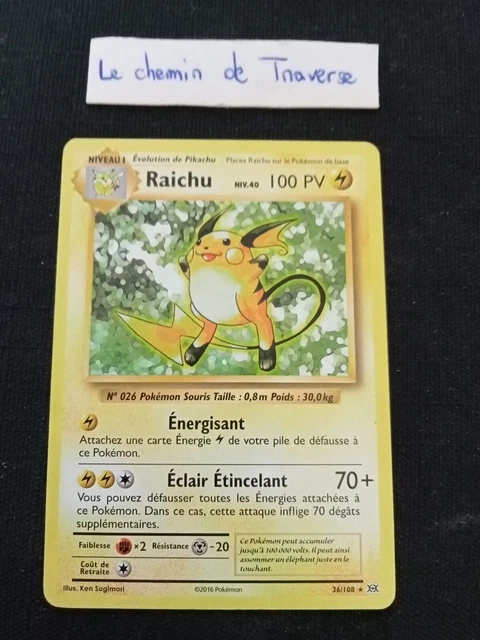 Le chemin de Traverse
NIVEAU 1 Évolution de Pikachu Placez Raichu sur le Pokémon de base
Raichu NIV.40 100 PV
N° 026 Pokémon Souris Taille : 0,8m Poids : 30,0kg
Énergisant
Attachez une carte Énergie de votre pile de défausse à
ce Pokémon.
Éclair Étincelant 70+
Vous pouvez défausser toutes les Énergies attachées à
ce Pokémon. Dans ce cas, cette attaque inflige 70 dégâts
supplémentaires.
Faiblesse ×2 Résistance -20
Coût de
Retraite
Ce Pokémon peut accumuler
jusqu'à 100 000 volts. Il peut ainsi
assommer un éléphant juste en le
touchant.
Illus. Ken Sugimori ©2016 Pokémon 36/108 ★